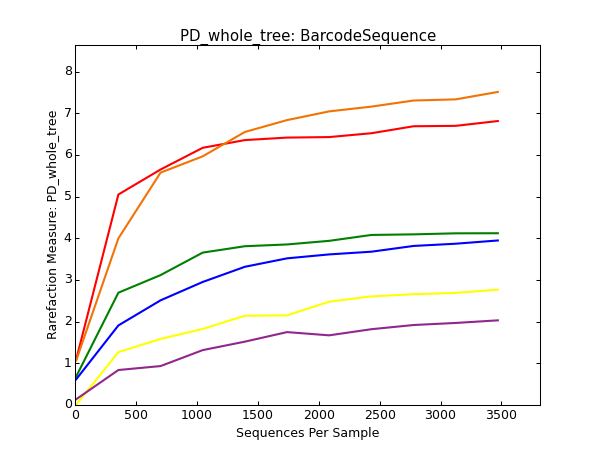 PD_whole_tree: BarcodeSequence
8
7
6
5
4
3
2
1
0
Rarefaction Measure: PD_whole_tree
0 500 1000 1500 2000 2500 3000 3500
Sequences Per Sample